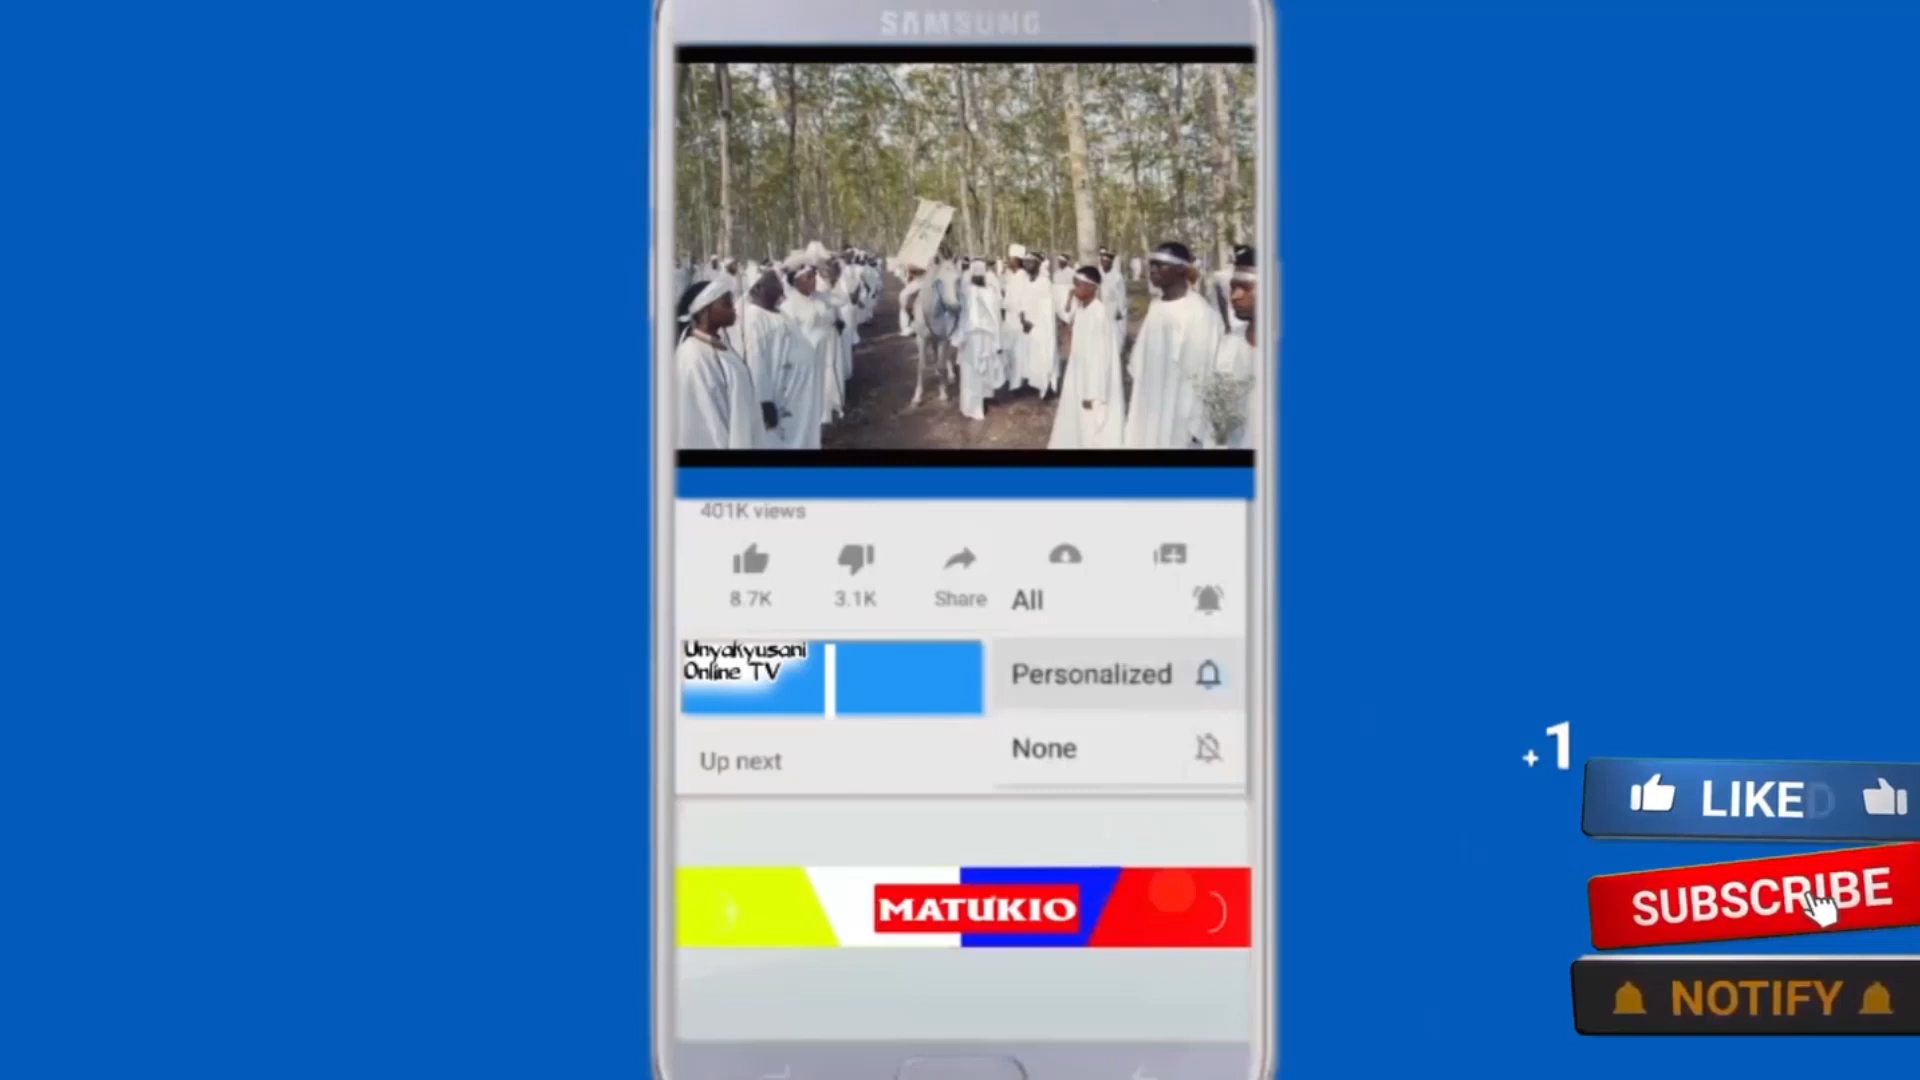 SAMSUNG
401K views
8.7K
3.1K
Share
All
Unyakyusani
Online TV
Personalized
None
Up next
MATUKIO
+1
LIKED
SUBSCRIBE
NOTIFY